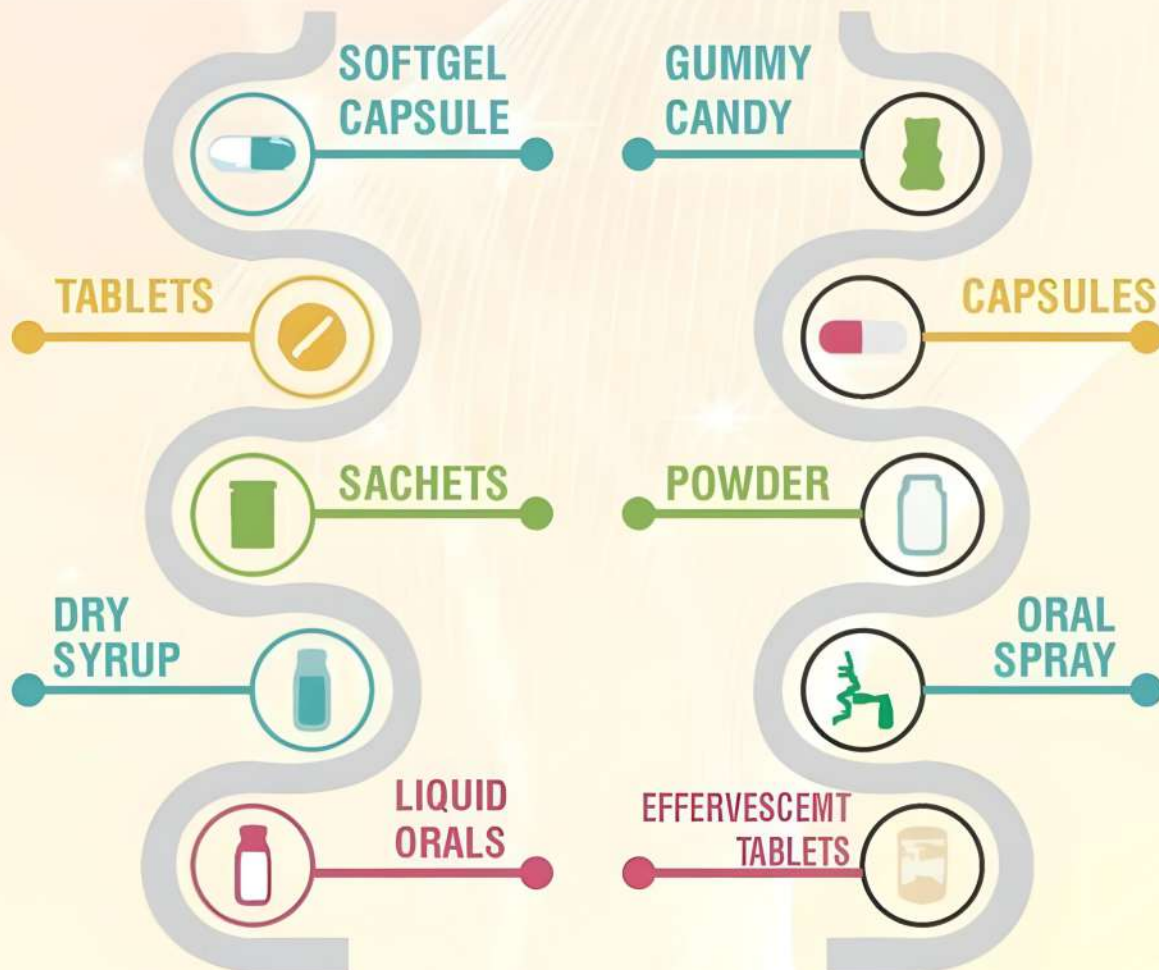 SOFTGEL
CAPSULE
GUMMY
CANDY
TABLETS
CAPSULES
SACHETS
POWDER
DRY
SYRUP
ORAL
SPRAY
LIQUID
ORALS
EFFERVESCEMT
TABLETS